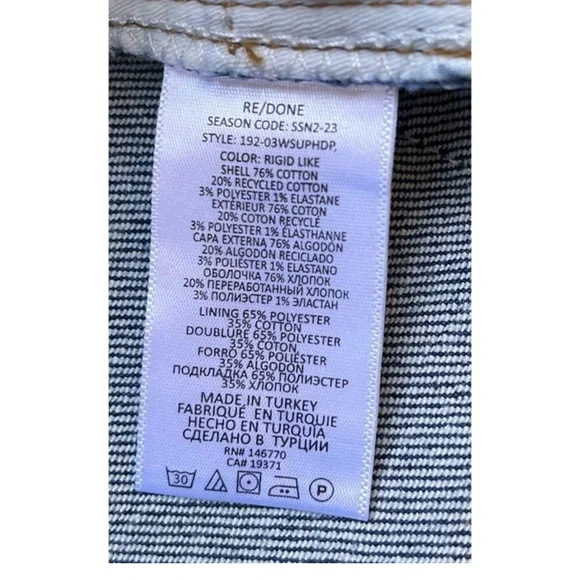 RE/DONE
SEASON CODE: SSN2-23
STYLE: 192-03WSUPHDP,
COLOR: RIGID LIKE
SHELL 76% COTTON
20% RECYCLED COTTON
3% POLYESTER 1% ELASTANE
EXTÉRIEUR 76% COTON
20% COTON RECYCLÉ
3% POLYESTER 1% ÉLASTHANNE
CAPA EXTERNA 76% ALGODÓN
20% ALGODÓN RECICLADO
3% POLIÉSTER 1% ELASTANO
ОБОЛОЧКА 76% ХЛОПОК
20% ПЕРЕРАБОТАННЫЙ ХЛОПОК
3% ПОЛИЭСТЕР 1% ЭЛАСТАН
LINING 65% POLYESTER
35% COTTON
DOUBLURE 65% POLYESTER
35% COTON
FORRO 65% POLIÉSTER
35% ALGODÓN
ПОДКЛАДКА 65% ПОЛИЭСТЕР
35% ХЛОПОК
MADE IN TURKEY
FABRIQUÉ EN TURQUIE
HECHO EN TURQUÍA
СДЕЛАНО В ТУРЦИИ
RN# 146770
CA# 19371
30 P